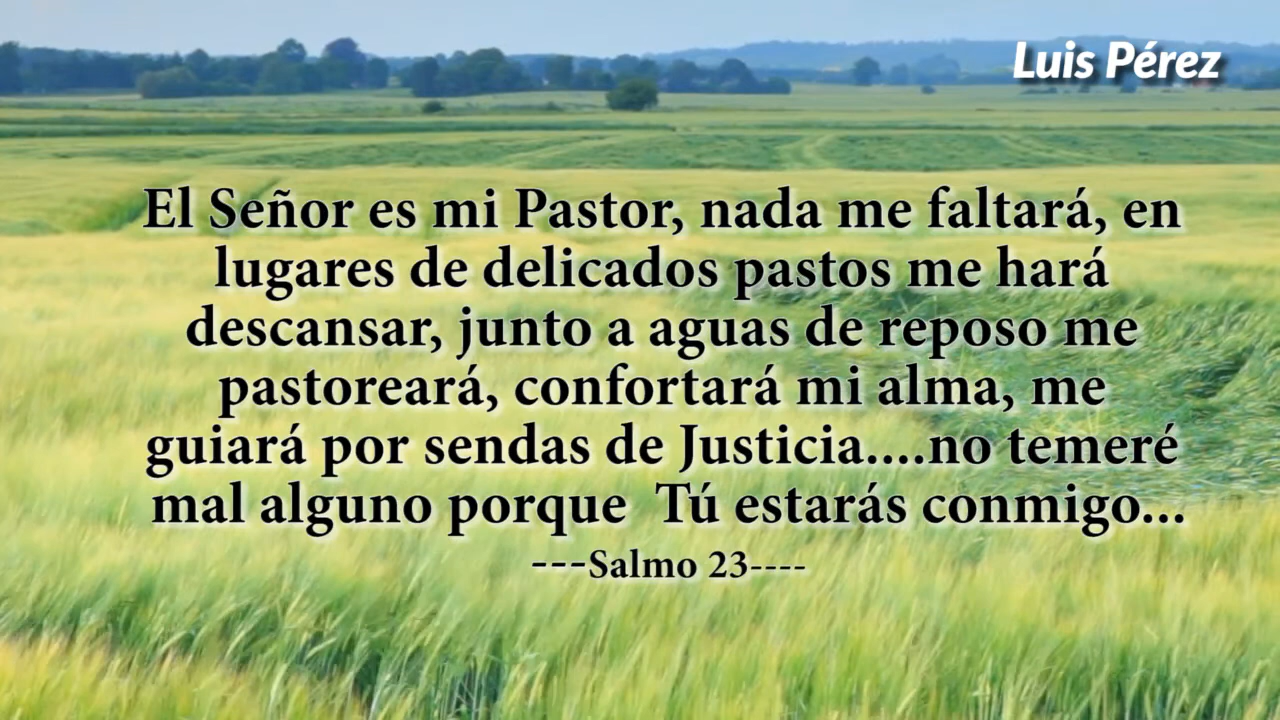 Luis Pérez
El Señor es mi Pastor, nada me faltará, en
lugares de delicados pastos me hará
descansar, junto a aguas de reposo me
pastoreará, confortará mi alma, me
guiará por sendas de Justicia....no temeré
mal alguno porque  Tú estarás conmigo...
---Salmo 23----